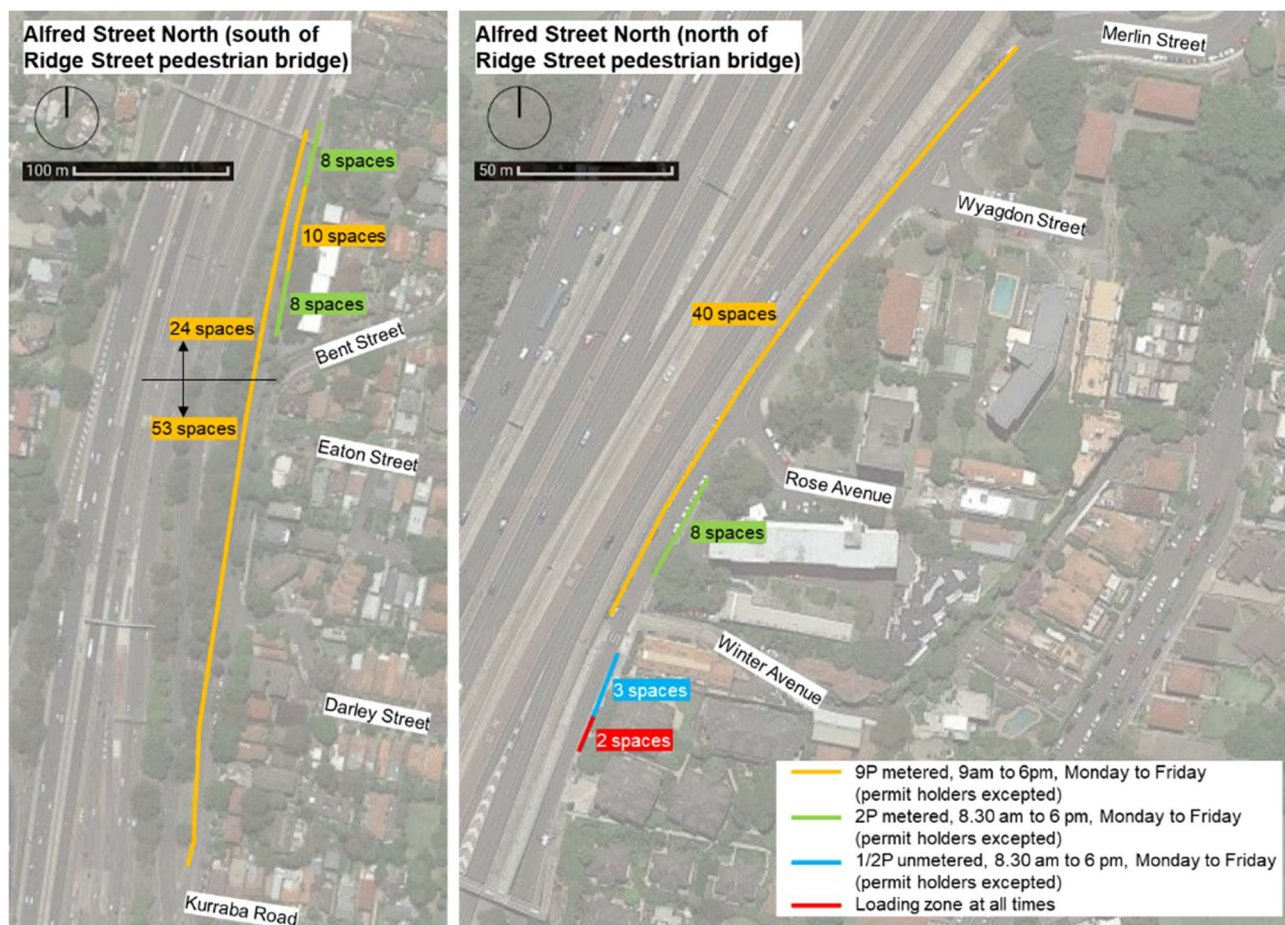 Alfred Street North (south of
Ridge Street pedestrian bridge)
100 m
8 spaces
10 spaces
8 spaces
24 spaces
Bent Street
53 spaces
Eaton Street
Darley Street
Kurraba Road
Alfred Street North (north of
Ridge Street pedestrian bridge)
50 m
Merlin Street
Wyagdon Street
40 spaces
Rose Avenue
8 spaces
Winter Avenue
3 spaces
2 spaces
9P metered, 9am to 6pm, Monday to Friday
(permit holders excepted)
2P metered, 8.30 am to 6 pm, Monday to Friday
(permit holders excepted)
1/2P unmetered, 8.30 am to 6 pm, Monday to Friday
(permit holders excepted)
Loading zone at all times